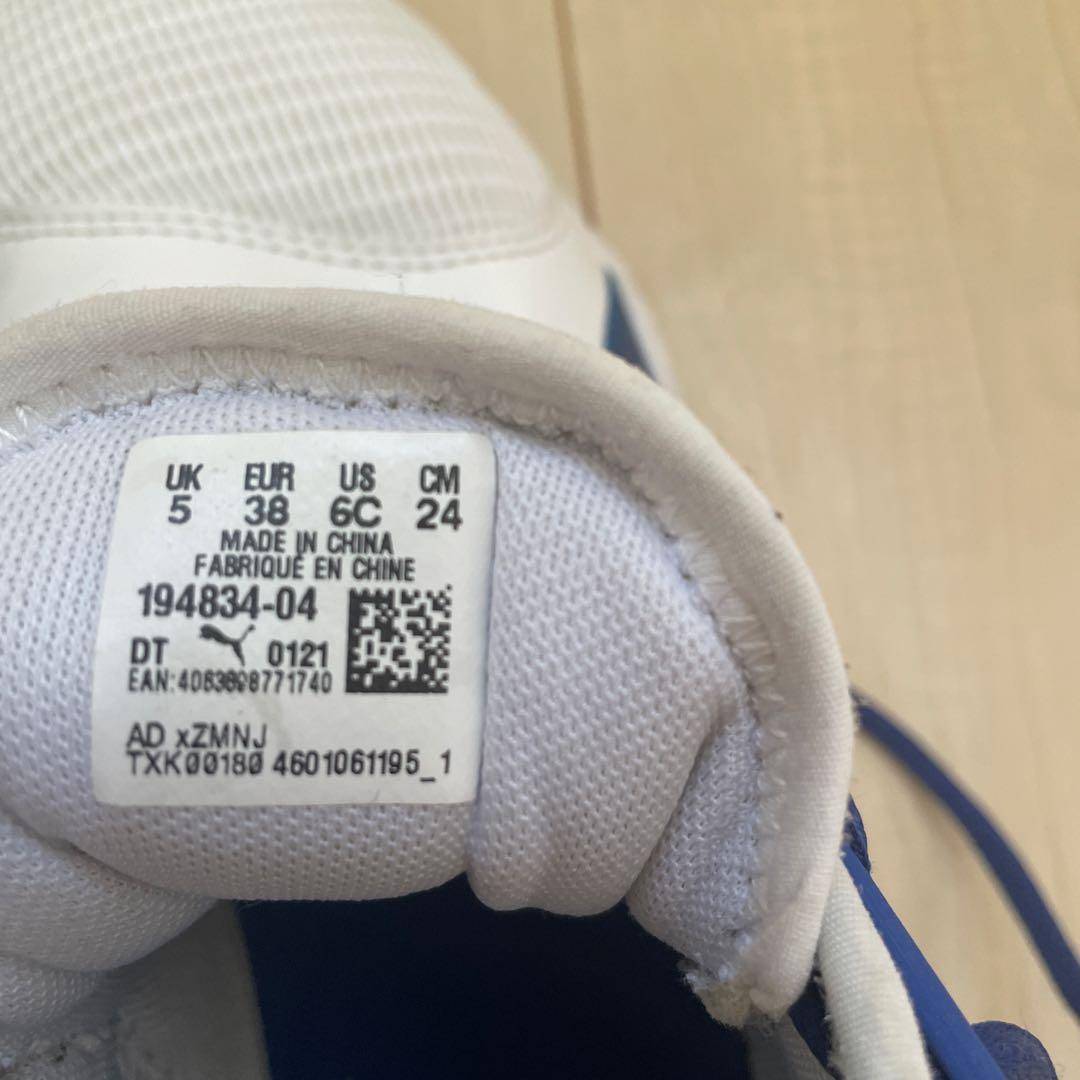 UK EUR US CM
5 38 6C 24
MADE IN CHINA
FABRIQUÉ EN CHINE
194834-04
DT 0121
EAN:4063698771740
AD xZMNJ
TXK00180 4601061195_1